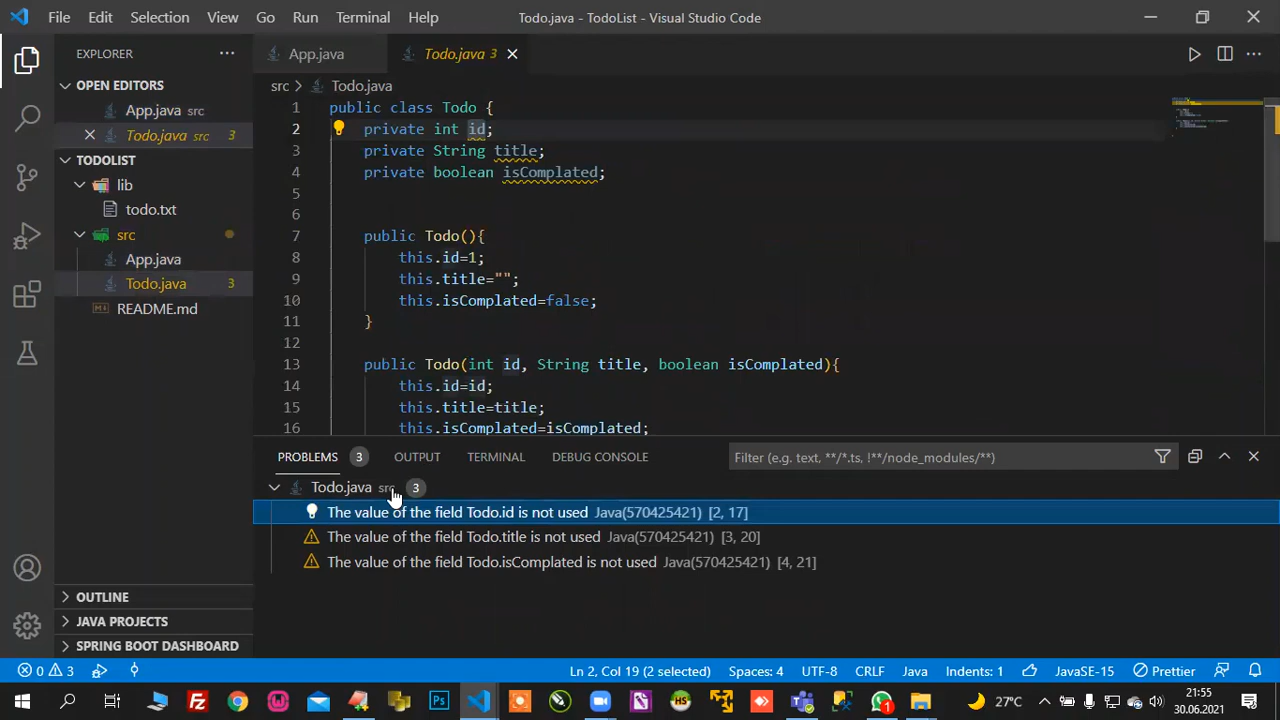 File Edit Selection View Go Run Terminal Help Todo.java - TodoList - Visual Studio Code
EXPLORER
OPEN EDITORS
App.java src
Todo.java src 3
TODOLIST
lib
todo.txt
src
App.java
Todo.java 3
README.md
OUTLINE
JAVA PROJECTS
SPRING BOOT DASHBOARD
App.java Todo.java 3
src > Todo.java
1 public class Todo {
2 private int id;
3 private String title;
4 private boolean isComplated;
5
6
7 public Todo(){
8 this.id=1;
9 this.title="";
10 this.isComplated=false;
11 }
12
13 public Todo(int id, String title, boolean isComplated){
14 this.id=id;
15 this.title=title;
16 this.isComplated=isComplated;
PROBLEMS 3 OUTPUT TERMINAL DEBUG CONSOLE Filter (e.g. text, **/*.ts, !**/node_modules/**)
Todo.java src 3
The value of the field Todo.id is not used Java(570425421) [2, 17]
The value of the field Todo.title is not used Java(570425421) [3, 20]
The value of the field Todo.isComplated is not used Java(570425421) [4, 21]
0 3 Ln 2, Col 19 (2 selected) Spaces: 4 UTF-8 CRLF Java Indents: 1 JavaSE-15 Prettier
Fz Ps HS 1 27°C 21:55
30.06.2021